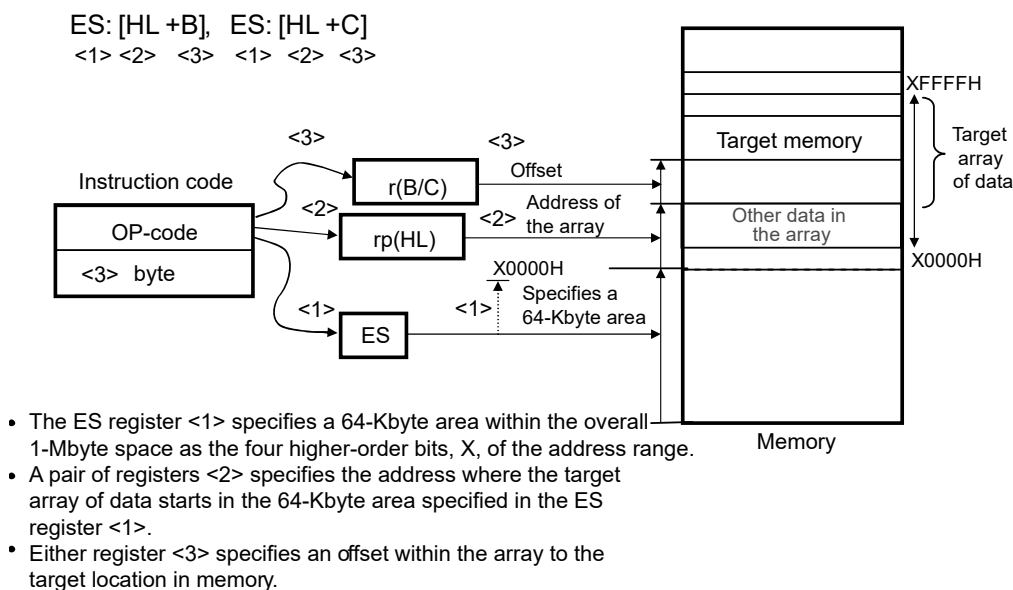 ES: [HL +B],  ES: [HL +C]
<1> <2> <3> <1> <2> <3>
XFFFFH
<3>
<3>
Target memory
Target
array
of data
Instruction code
r(B/C)
Offset
OP-code
<2>
rp(HL)
<2>
Address of
the array
Other data in
the array
<3> byte
X0000H
X0000H
<1>
ES
<1>
Specifies a
64-Kbyte area
Memory
• The ES register <1> specifies a 64-Kbyte area within the overall
1-Mbyte space as the four higher-order bits, X, of the address range.
• A pair of registers <2> specifies the address where the target
array of data starts in the 64-Kbyte area specified in the ES
register <1>.
• Either register <3> specifies an offset within the array to the
target location in memory.